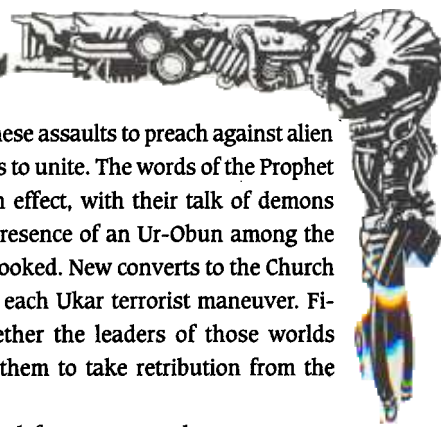 hese assaults to preach against alien
s to unite. The words of the Prophet
n effect, with their talk of demons
resence of an Ur-Obun among the
ooked. New converts to the Church
each Ukar terrorist maneuver. Fi-
ether the leaders of those worlds
them to take retribution from the